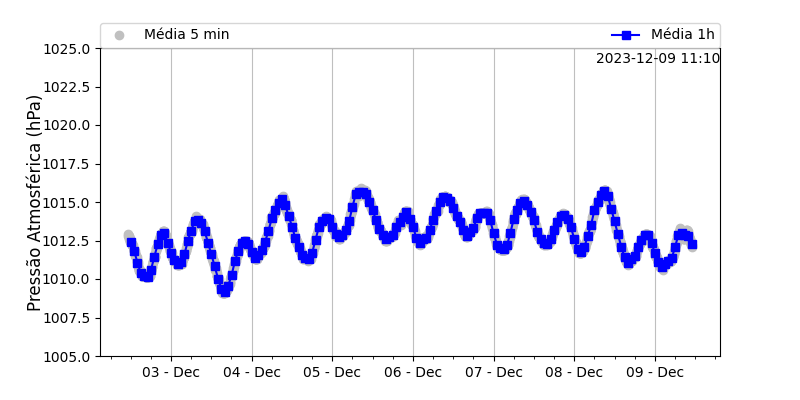 Média 5 min
Média 1h
2023-12-09 11:10
Pressão Atmosférica (hPa)
1025.0
1022.5
1020.0
1017.5
1015.0
1012.5
1010.0
1007.5
1005.0
03 - Dec
04 - Dec
05 - Dec
06 - Dec
07 - Dec
08 - Dec
09 - Dec